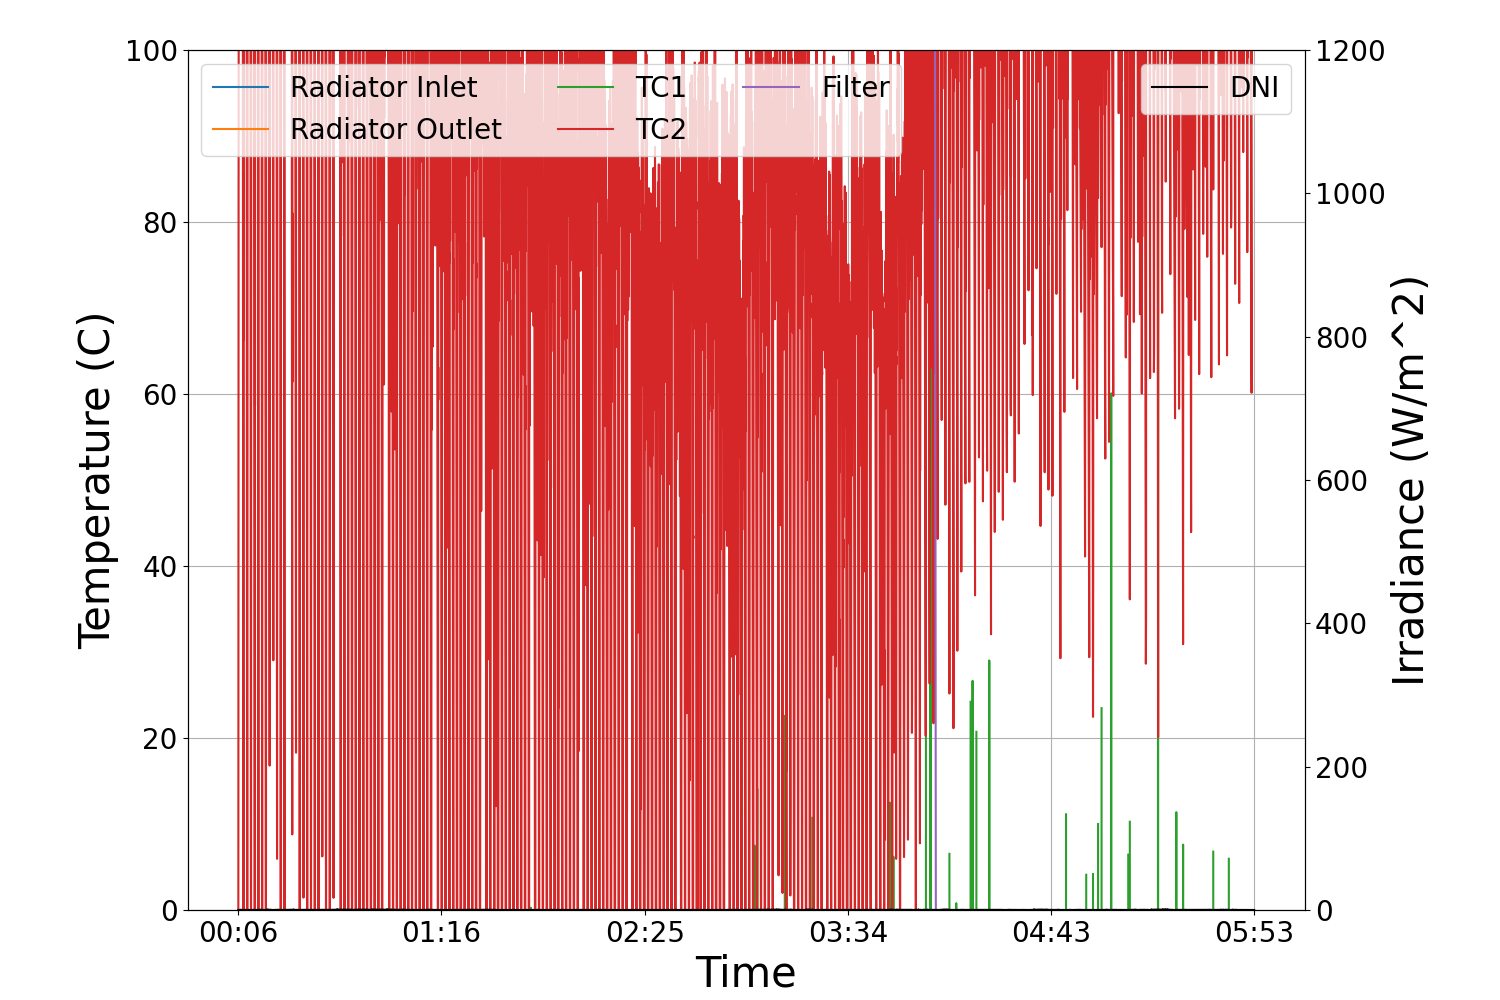 100
80
60
40
20
0
Temperature (C)
Radiator Inlet
Radiator Outlet
TC1
TC2
Filter
DNI
1200
1000
800
600
400
200
0
Irradiance (W/m^2)
00:06
01:16
02:25
03:34
04:43
05:53
Time